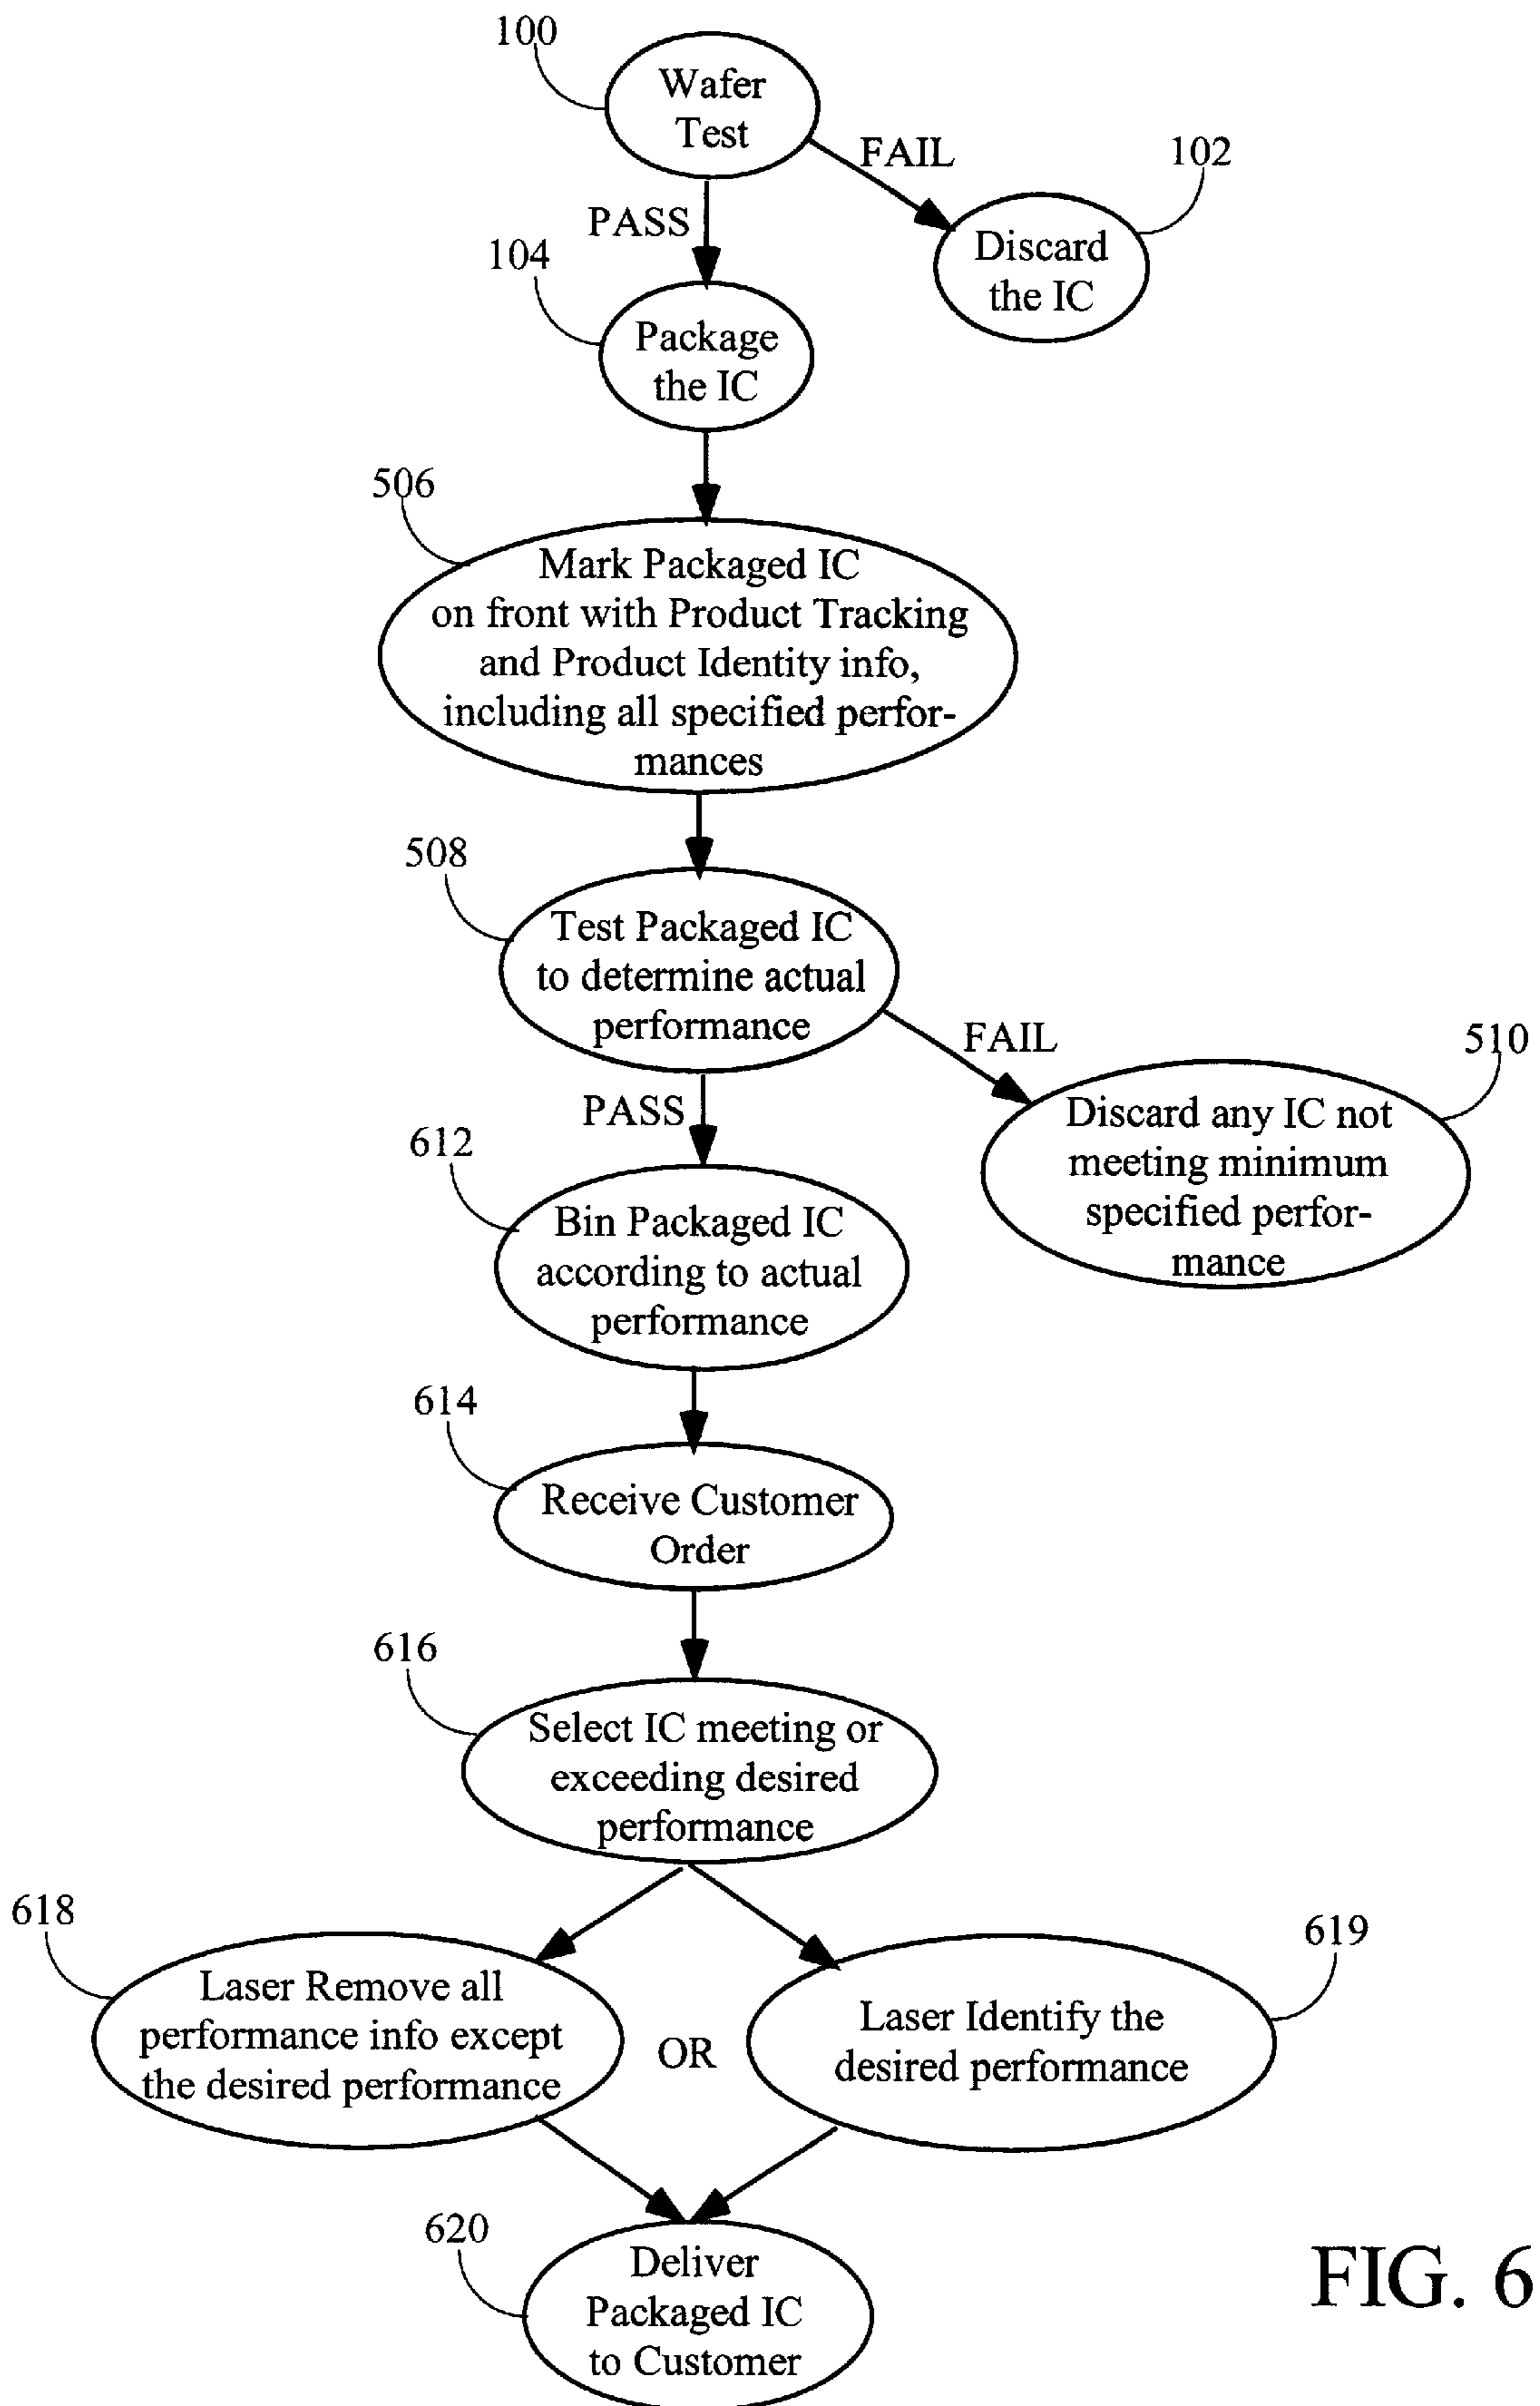 100
Wafer
Test
FAIL
102
PASS
Discard
the IC
104
Package
the IC
506
Mark Packaged IC
on front with Product Tracking
and Product Identity info,
including all specified perfor-
mances
508
Test Packaged IC
to determine actual
performance
FAIL
510
PASS
Discard any IC not
meeting minimum
specified perfor-
mance
612
Bin Packaged IC
according to actual
performance
614
Receive Customer
Order
616
Select IC meeting or
exceeding desired
performance
618
Laser Remove all
performance info except
the desired performance
OR
619
Laser Identify the
desired performance
620
Deliver
Packaged IC
to Customer
FIG. 6